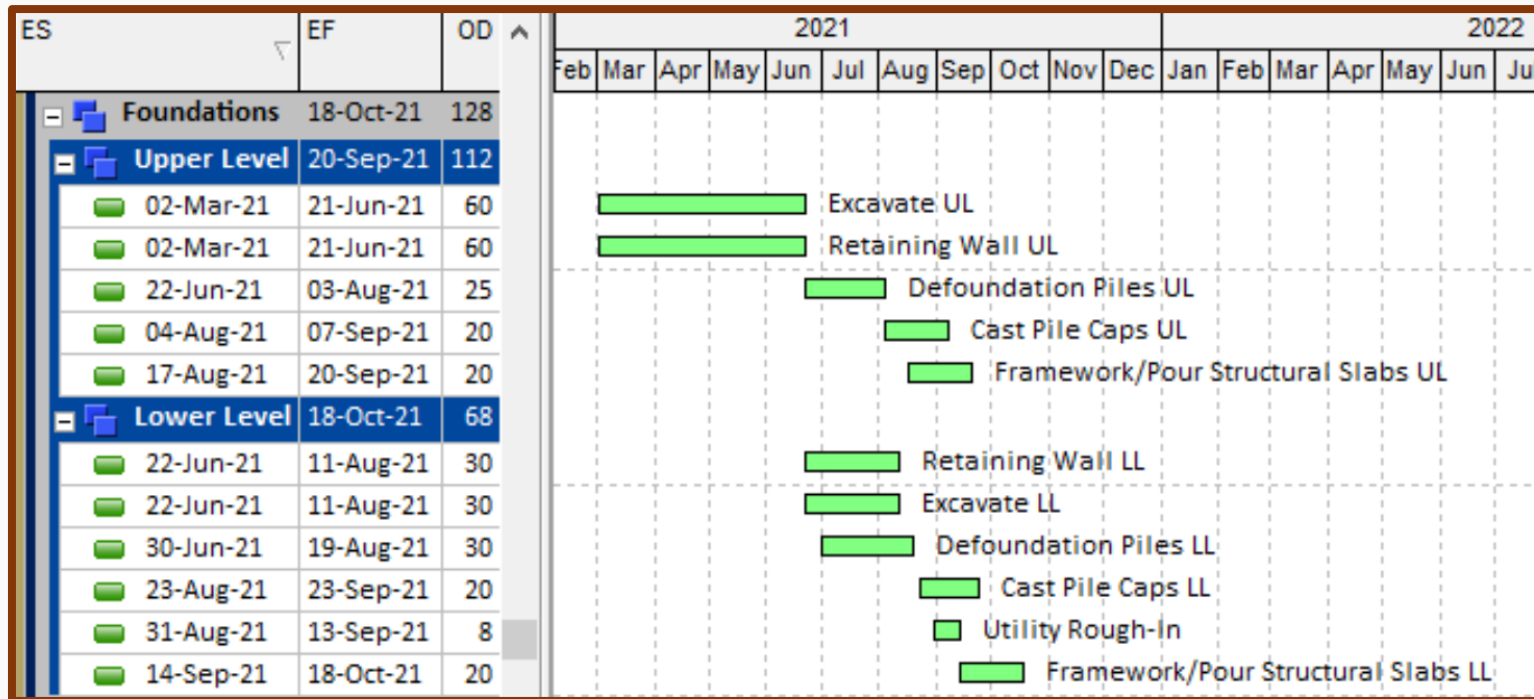 ES EF OD 2021 2022
Feb Mar Apr May Jun Jul Aug Sep Oct Nov Dec Jan Feb Mar Apr May Jun Ju
Foundations 18-Oct-21 128
Upper Level 20-Sep-21 112
02-Mar-21 21-Jun-21 60 Excavate UL
02-Mar-21 21-Jun-21 60 Retaining Wall UL
22-Jun-21 03-Aug-21 25 Defoundation Piles UL
04-Aug-21 07-Sep-21 20 Cast Pile Caps UL
17-Aug-21 20-Sep-21 20 Framework/Pour Structural Slabs UL
Lower Level 18-Oct-21 68
22-Jun-21 11-Aug-21 30 Retaining Wall LL
22-Jun-21 11-Aug-21 30 Excavate LL
30-Jun-21 19-Aug-21 30 Defoundation Piles LL
23-Aug-21 23-Sep-21 20 Cast Pile Caps LL
31-Aug-21 13-Sep-21 8 Utility Rough-In
14-Sep-21 18-Oct-21 20 Framework/Pour Structural Slabs LL